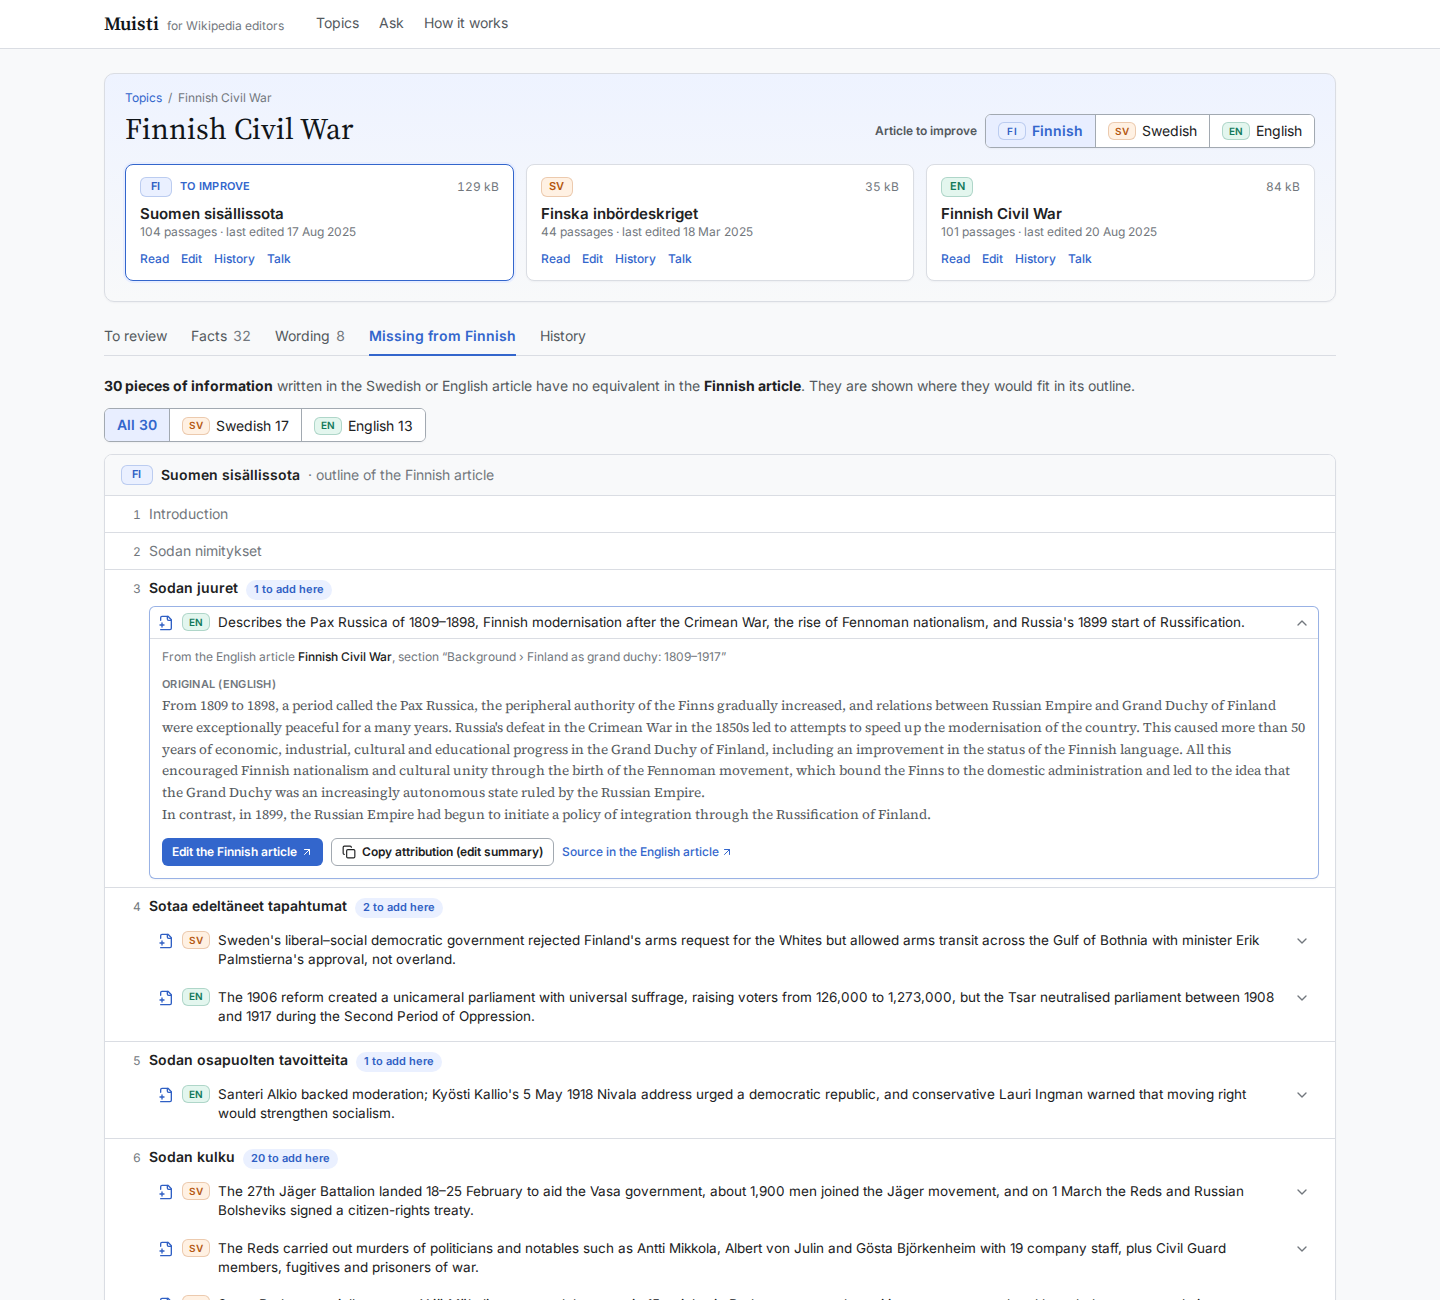 Muisti for Wikipedia editors Topics Ask How it works
Topics / Finnish Civil War
Finnish Civil War
Article to improve FI Finnish SV Swedish EN English
FI TO IMPROVE 129 kB
Suomen sisällissota
104 passages · last edited 17 Aug 2025
Read Edit History Talk
SV 35 kB
Finska inbördeskriget
44 passages · last edited 18 Mar 2025
Read Edit History Talk
EN 84 kB
Finnish Civil War
101 passages · last edited 20 Aug 2025
Read Edit History Talk
To review Facts 32 Wording 8 Missing from Finnish History
30 pieces of information written in the Swedish or English article have no equivalent in the Finnish article. They are shown where they would fit in its outline.
All 30 SV Swedish 17 EN English 13
FI Suomen sisällissota · outline of the Finnish article
1 Introduction
2 Sodan nimitykset
3 Sodan juuret 1 to add here
EN Describes the Pax Russica of 1809–1898, Finnish modernisation after the Crimean War, the rise of Fennoman nationalism, and Russia's 1899 start of Russification.
From the English article Finnish Civil War, section “Background › Finland as grand duchy: 1809–1917”
ORIGINAL (ENGLISH)
From 1809 to 1898, a period called the Pax Russica, the peripheral authority of the Finns gradually increased, and relations between Russian Empire and Grand Duchy of Finland
were exceptionally peaceful for a many years. Russia's defeat in the Crimean War in the 1850s led to attempts to speed up the modernisation of the country. This caused more than 50
years of economic, industrial, cultural and educational progress in the Grand Duchy of Finland, including an improvement in the status of the Finnish language. All this
encouraged Finnish nationalism and cultural unity through the birth of the Fennoman movement, which bound the Finns to the domestic administration and led to the idea that
the Grand Duchy was an increasingly autonomous state ruled by the Russian Empire.
In contrast, in 1899, the Russian Empire had begun to initiate a policy of integration through the Russification of Finland.
Edit the Finnish article Copy attribution (edit summary) Source in the English article
4 Sotaa edeltäneet tapahtumat 2 to add here
SV Sweden's liberal–social democratic government rejected Finland's arms request for the Whites but allowed arms transit across the Gulf of Bothnia with minister Erik
Palmstierna's approval, not overland.
EN The 1906 reform created a unicameral parliament with universal suffrage, raising voters from 126,000 to 1,273,000, but the Tsar neutralised parliament between 1908
and 1917 during the Second Period of Oppression.
5 Sodan osapuolten tavoitteita 1 to add here
EN Santeri Alkio backed moderation; Kyösti Kallio's 5 May 1918 Nivala address urged a democratic republic, and conservative Lauri Ingman warned that moving right
would strengthen socialism.
6 Sodan kulku 20 to add here
SV The 27th Jäger Battalion landed 18–25 February to aid the Vasa government, about 1,900 men joined the Jäger movement, and on 1 March the Reds and Russian
Bolsheviks signed a citizen-rights treaty.
SV The Reds carried out murders of politicians and notables such as Antti Mikkola, Albert von Julin and Gösta Björkenheim with 19 company staff, plus Civil Guard
members, fugitives and prisoners of war.